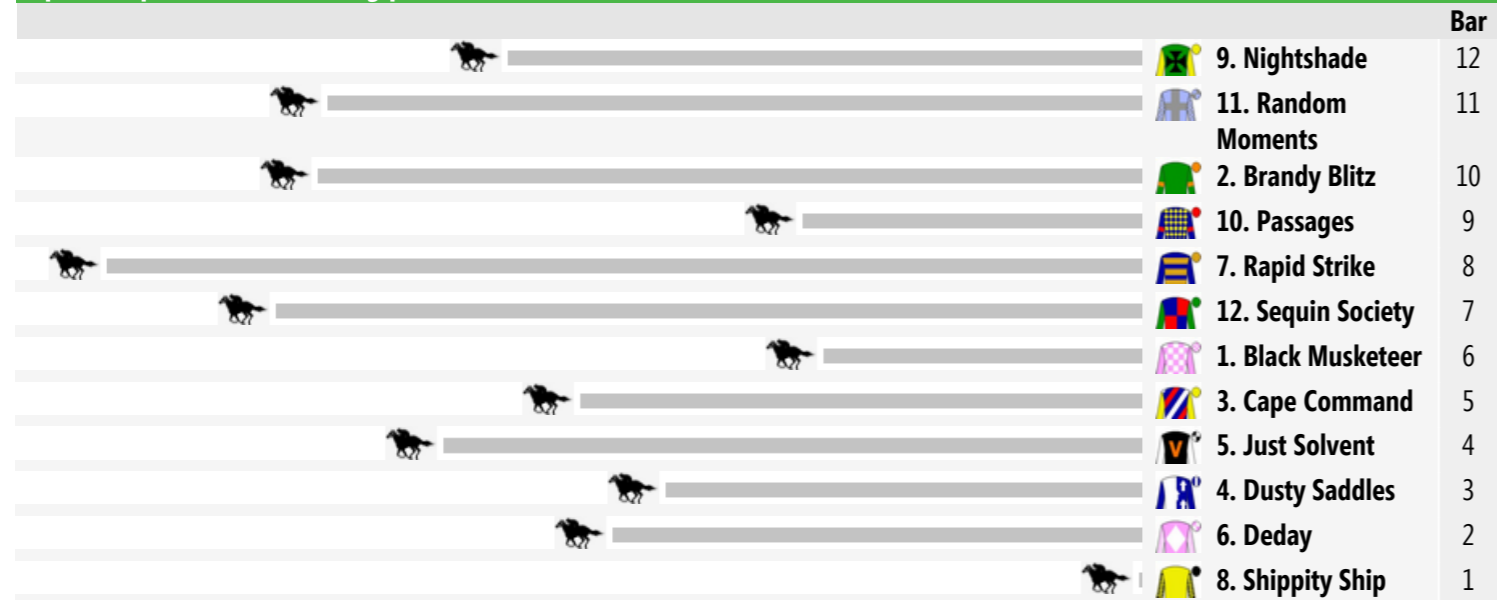 Bar
9. Nightshade 12
11. Random 11
Moments
2. Brandy Blitz 10
10. Passages 9
7. Rapid Strike 8
12. Sequin Society 7
1. Black Musketeer 6
3. Cape Command 5
V 5. Just Solvent 4
4. Dusty Saddles 3
6. Deday 2
8. Shippity Ship 1